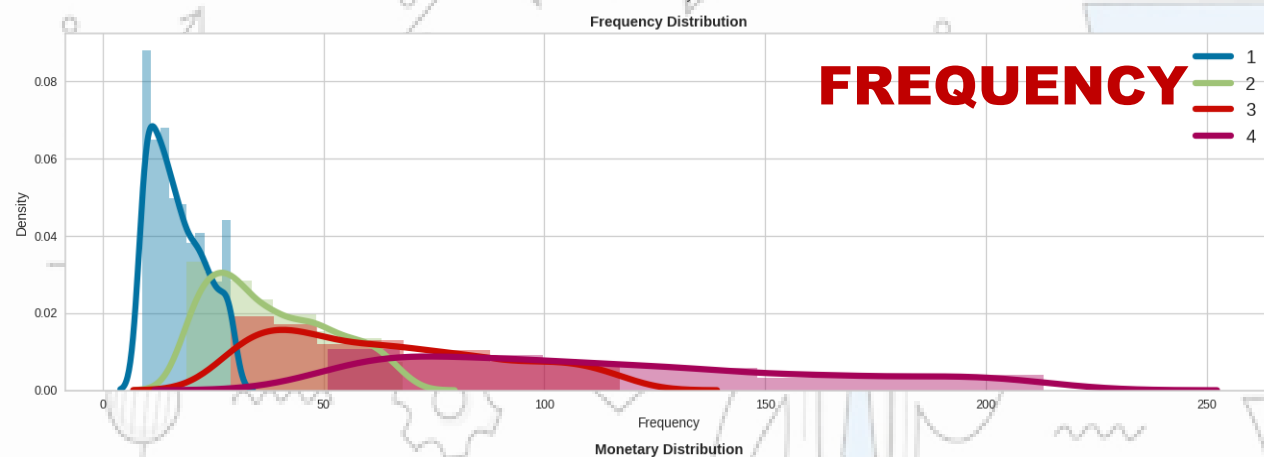 Frequency Distribution
FREQUENCY
1
2
3
4
Density
0.08
0.06
0.04
0.02
0.00
0 50 100 150 200 250
Frequency
Monetary Distribution